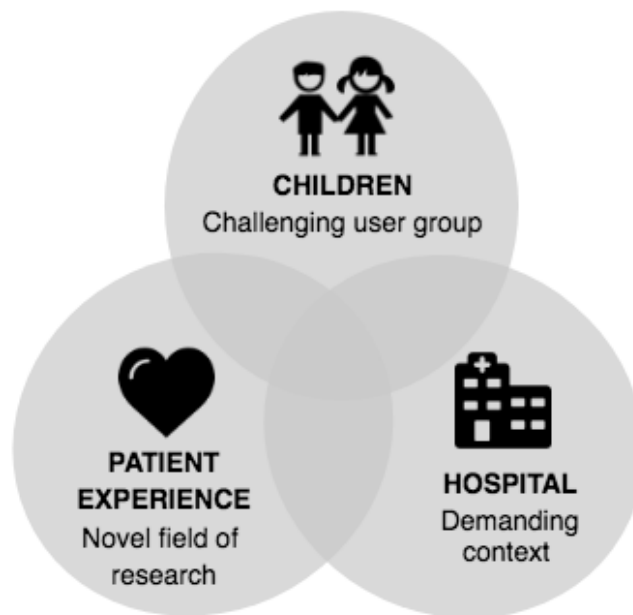 CHILDREN
Challenging user group
PATIENT
EXPERIENCE
Novel field of
research
HOSPITAL
Demanding
context